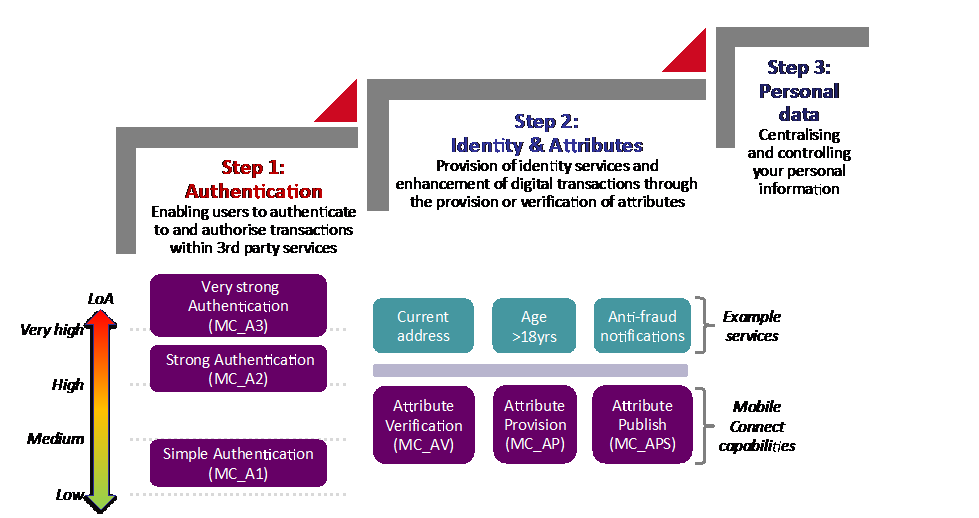 Step 1:
Authentication
Enabling users to authenticate
to and authorise transactions
within 3rd party services
Step 2:
Identity & Attributes
Provision of identity services and
enhancement of digital transactions through
the provision or verification of attributes
Step 3:
Personal
data
Centralising
and controlling
your personal
information
LoA
Very high
High
Medium
Low
Very strong
Authentication
(MC_A3)
Strong Authentication
(MC_A2)
Simple Authentication
(MC_A1)
Current
address
Age
>18yrs
Anti-fraud
notifications
Example
services
Attribute
Verification
(MC_AV)
Attribute
Provision
(MC_AP)
Attribute
Publish
(MC_APS)
Mobile
Connect
capabilities